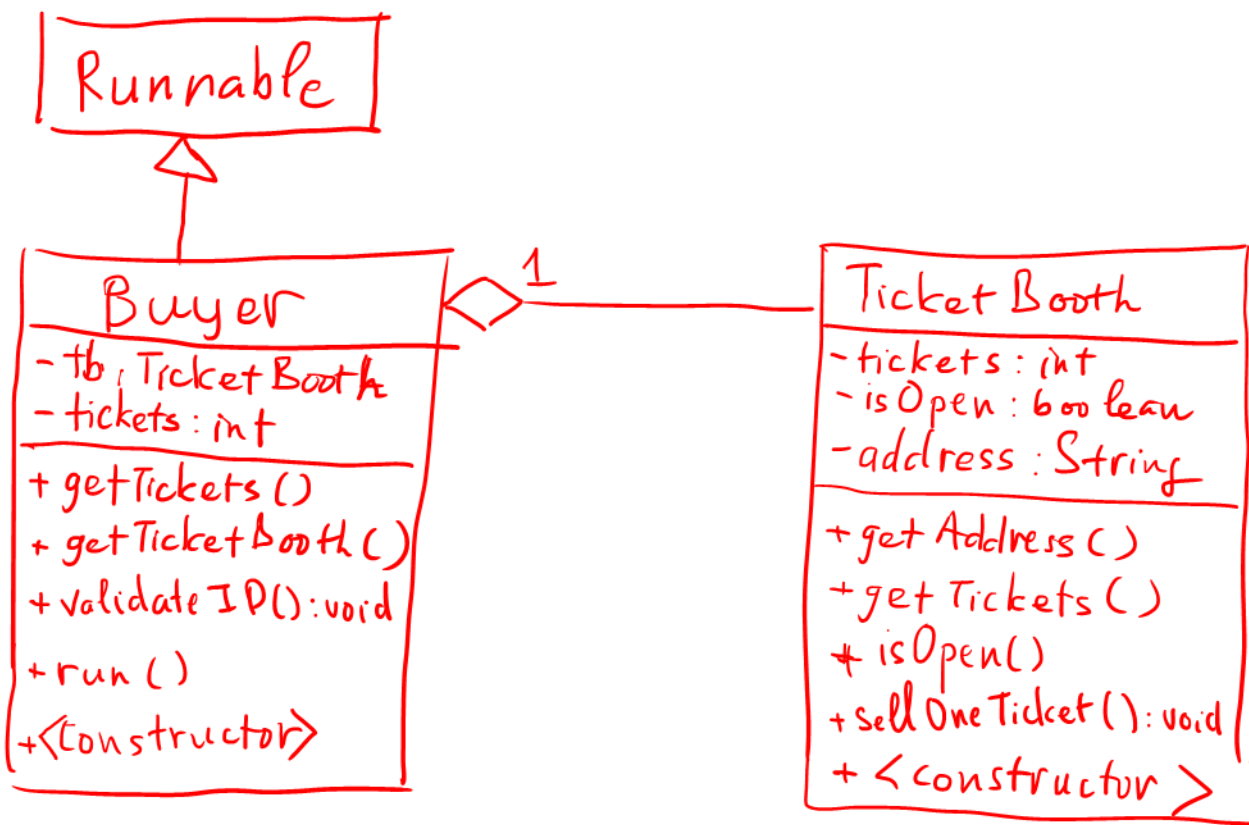 Runnable
Buyer
- tb : TicketBooth
- tickets : int
+ getTickets()
+ getTicketBooth()
+ validateID() : void
+ run()
+ <constructor>
1
TicketBooth
- tickets : int
- isOpen : boolean
- address : String
+ getAddress()
+ getTickets()
+ isOpen()
+ sellOneTicket() : void
+ <constructor>